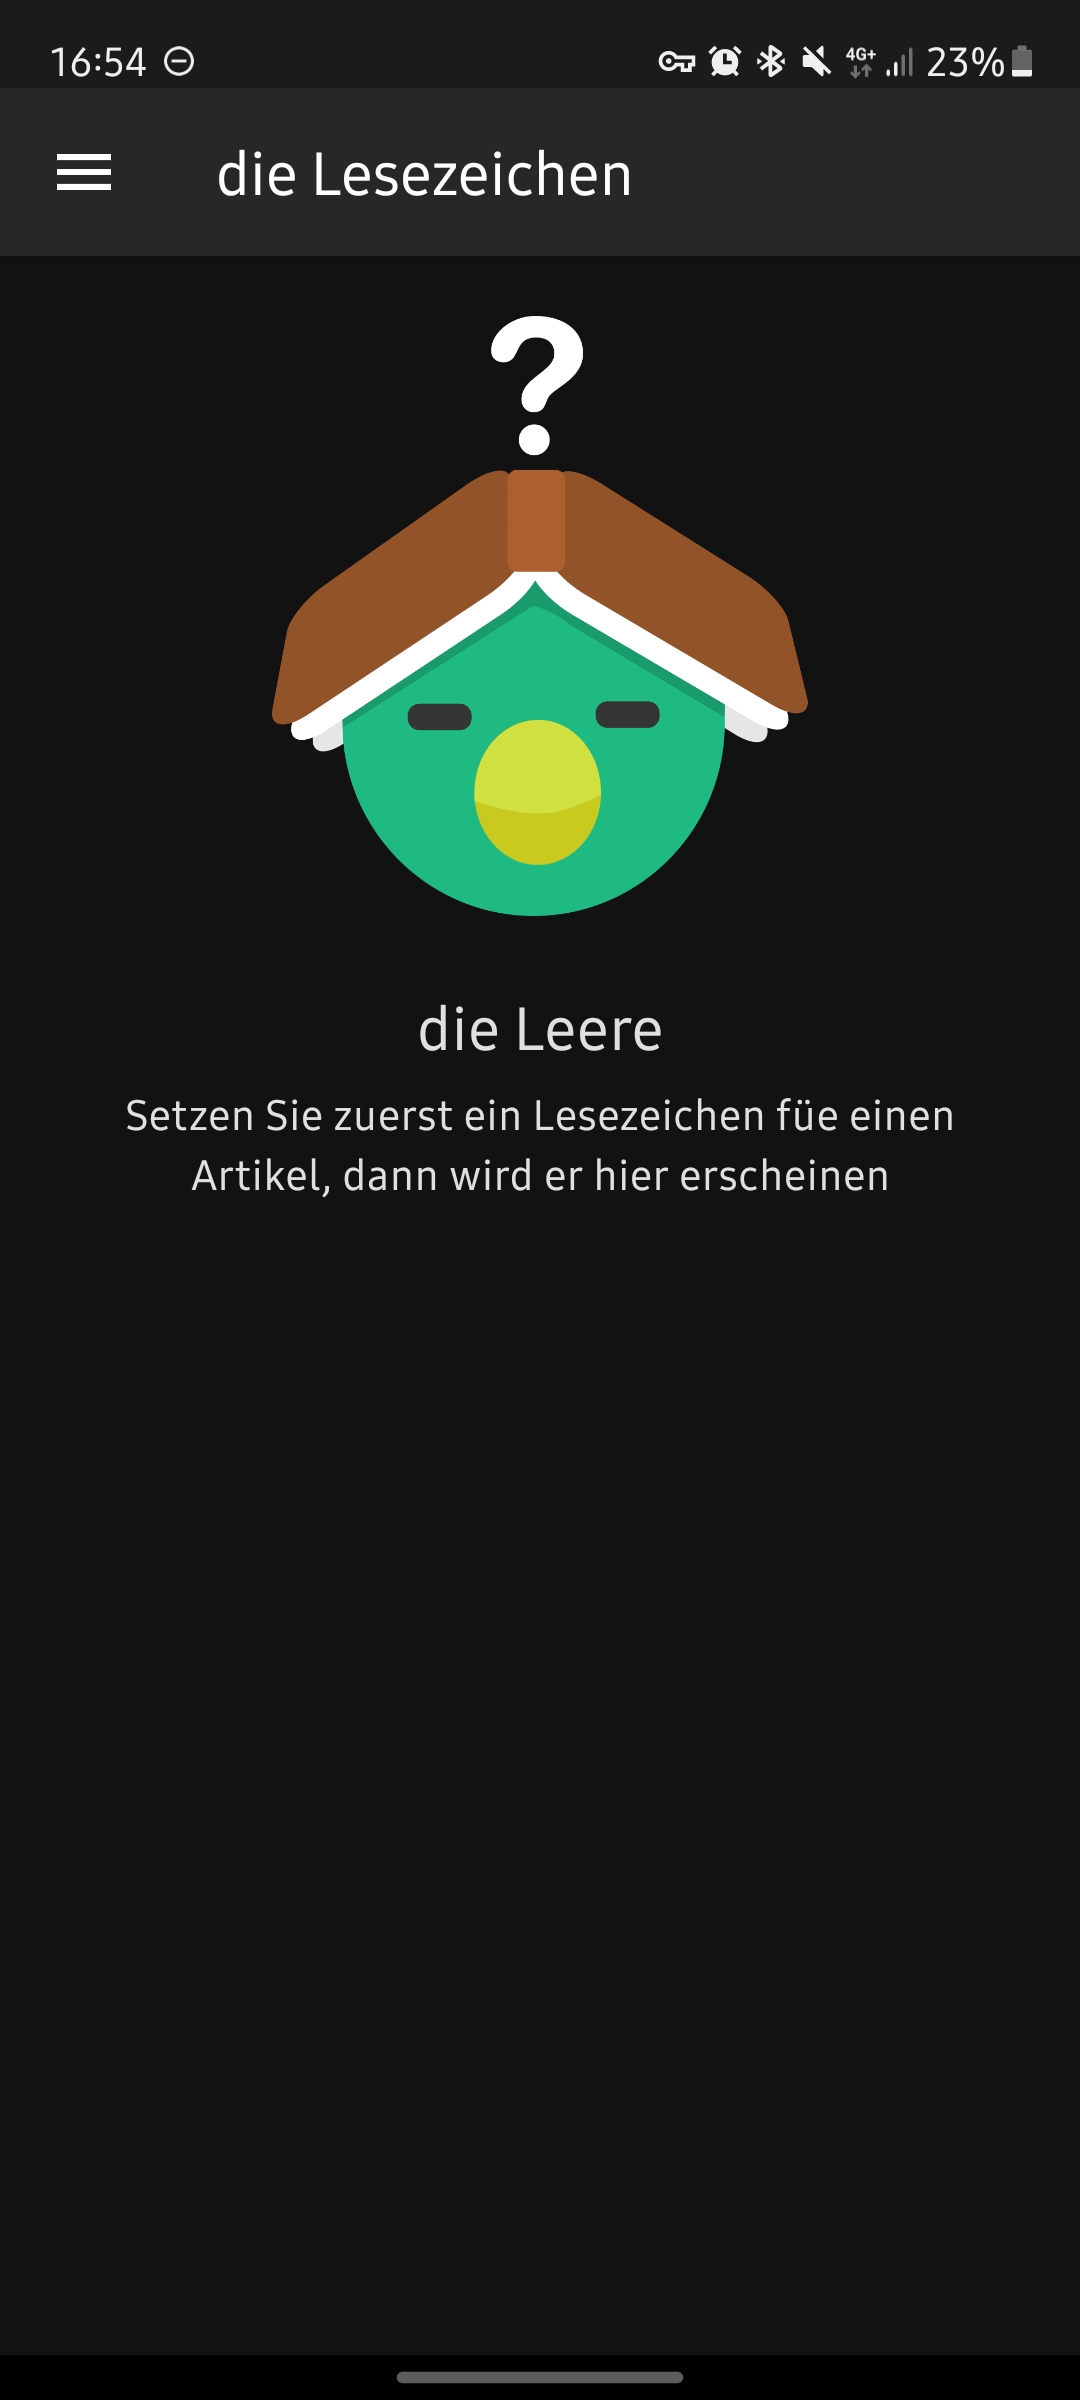 16:54
4G+ 23%
die Lesezeichen
?
die Leere
Setzen Sie zuerst ein Lesezeichen füe einen
Artikel, dann wird er hier erscheinen